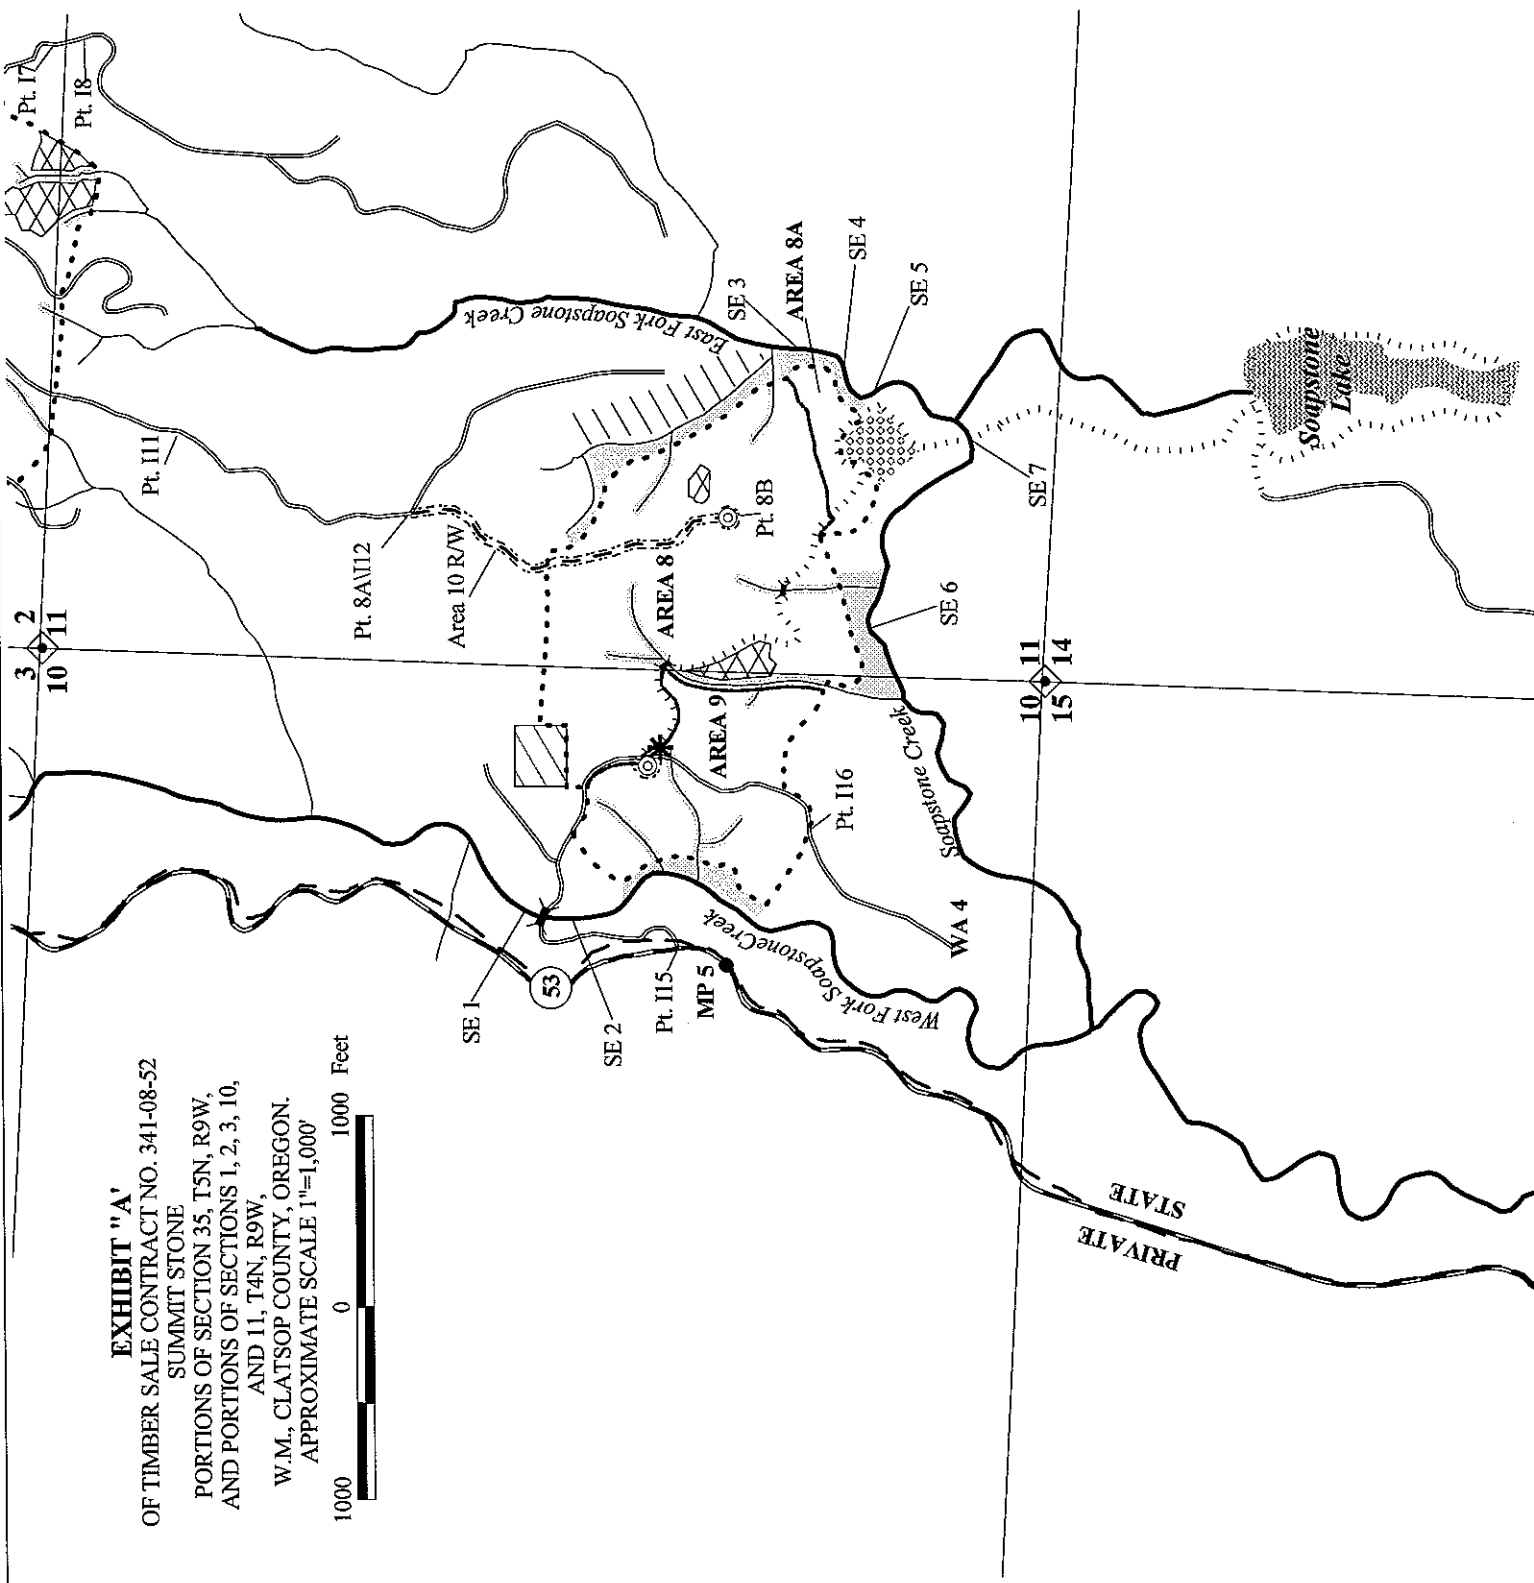 EXHIBIT "A'
OF TIMBER SALE CONTRACT NO. 341-08-52
SUMMIT STONE
PORTIONS OF SECTION 35, T5N, R9W,
AND PORTIONS OF SECTIONS 1, 2, 3, 10,
AND 11, T4N, R9W,
W.M., CLATSOP COUNTY, OREGON.
APPROXIMATE SCALE 1"=1,000'
1000 0 1000 Feet
3 2
10 11
Pt. I7
Pt. I8
Pt. I11
Pt. 8A\I12
Area 10 R/W
SE 1
53
SE 2
Pt. I15
MP 5
West Fork SoapstoneCreek
WA 4
Pt. I16
AREA 9
AREA 8
Pt. 8B
East Fork Soapstone Creek
SE 3
AREA 8A
SE 4
SE 5
SE 6
SE 7
Soapstone Creek
10 11
15 14
Soapstone
Lake
STATE
PRIVATE